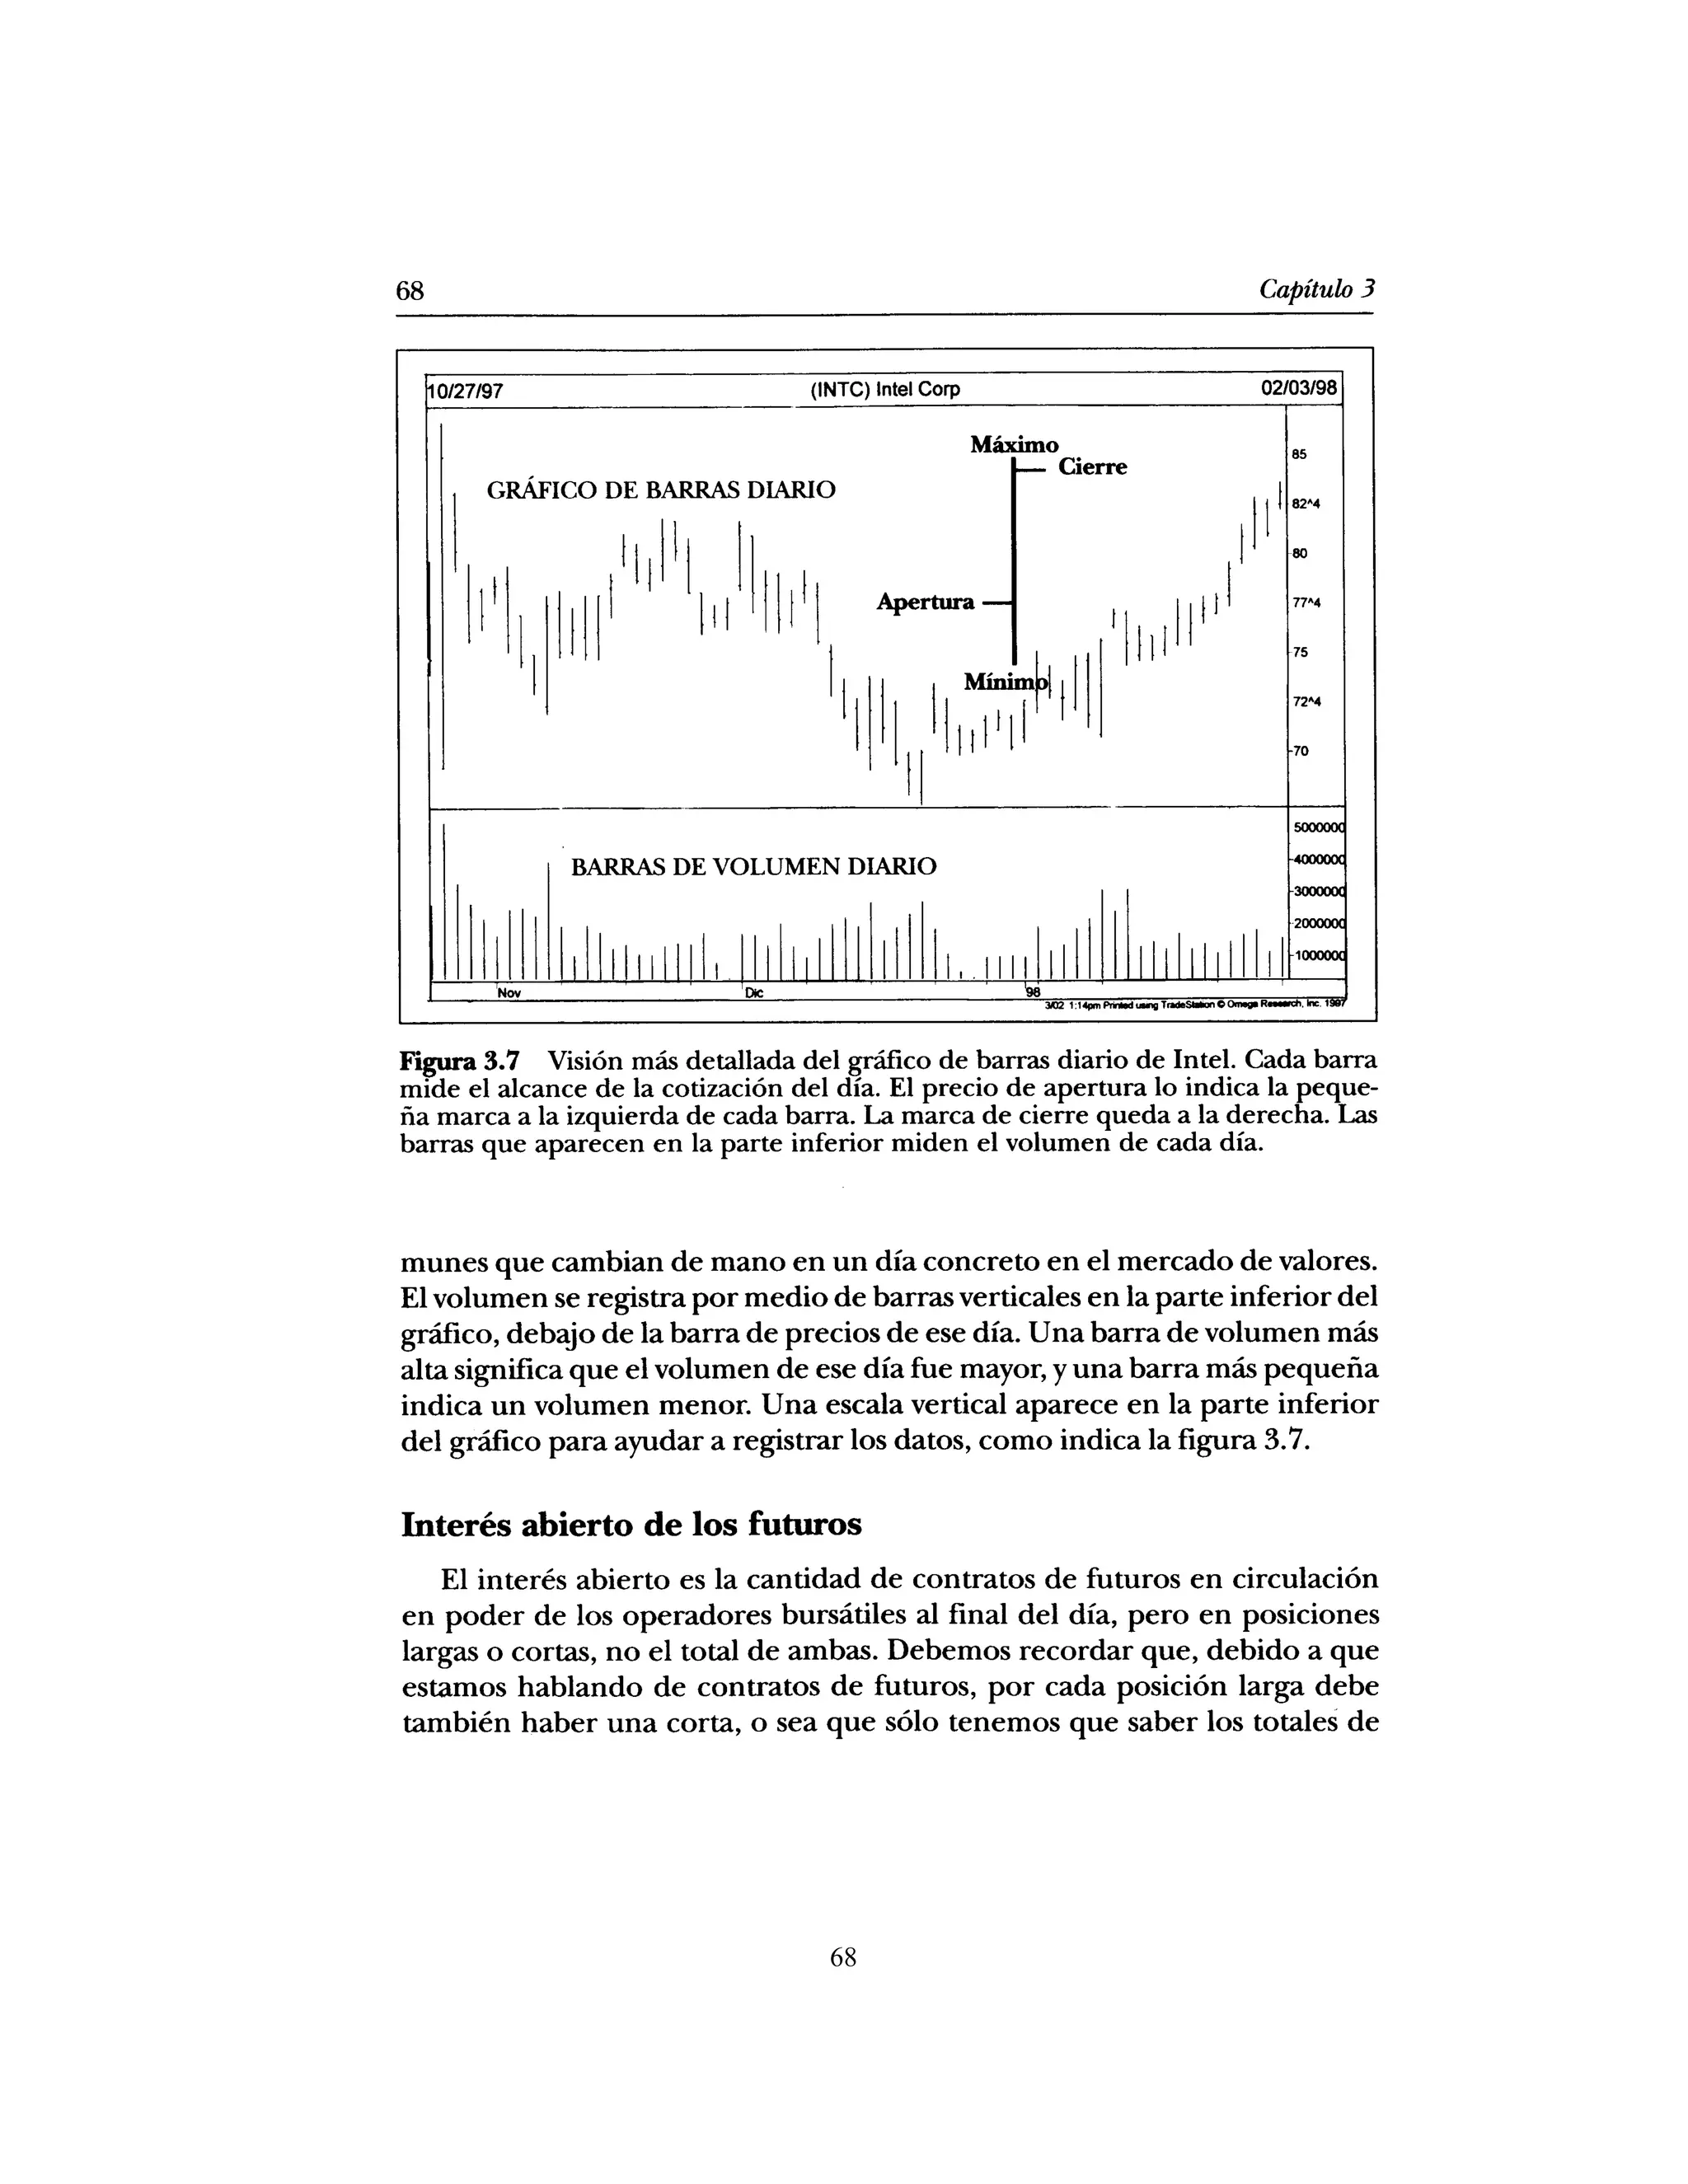 68 Capítulo 3
10/27/97 (INTC) Intel Corp 02/03/98
Máximo
Cierre
GRÁFICO DE BARRAS DIARIO
Apertura
Mínimo
85
82^4
80
77^4
75
72^4
70
BARRAS DE VOLUMEN DIARIO
5000000
4000000
3000000
2000000
1000000
Nov Dic 98
3/02 1:14pm Printed using TradeStation © Omega Research, Inc. 1997
Figura 3.7 Visión más detallada del gráfico de barras diario de Intel. Cada barra
mide el alcance de la cotización del día. El precio de apertura lo indica la peque-
ña marca a la izquierda de cada barra. La marca de cierre queda a la derecha. Las
barras que aparecen en la parte inferior miden el volumen de cada día.
munes que cambian de mano en un día concreto en el mercado de valores.
El volumen se registra por medio de barras verticales en la parte inferior del
gráfico, debajo de la barra de precios de ese día. Una barra de volumen más
alta significa que el volumen de ese día fue mayor, y una barra más pequeña
indica un volumen menor. Una escala vertical aparece en la parte inferior
del gráfico para ayudar a registrar los datos, como indica la figura 3.7.
Interés abierto de los futuros
El interés abierto es la cantidad de contratos de futuros en circulación
en poder de los operadores bursátiles al final del día, pero en posiciones
largas o cortas, no el total de ambas. Debemos recordar que, debido a que
estamos hablando de contratos de futuros, por cada posición larga debe
también haber una corta, o sea que sólo tenemos que saber los totales de
68